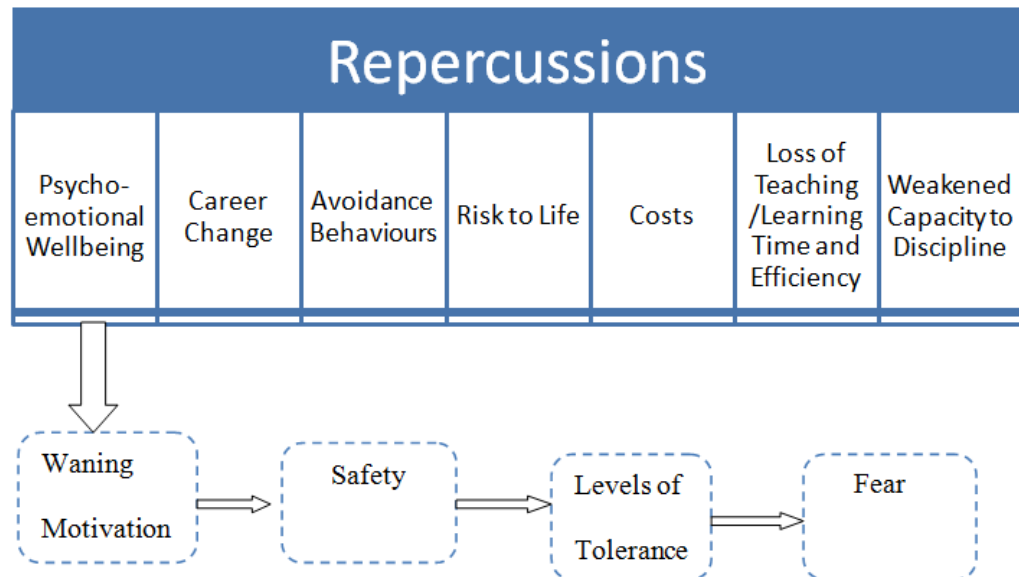 Repercussions
Psycho-
emotional
Wellbeing
Career
Change
Avoidance
Behaviours
Risk to Life
Costs
Loss of
Teaching
/Learning
Time and
Efficiency
Weakened
Capacity to
Discipline
Waning
Motivation
Safety
Levels of
Tolerance
Fear